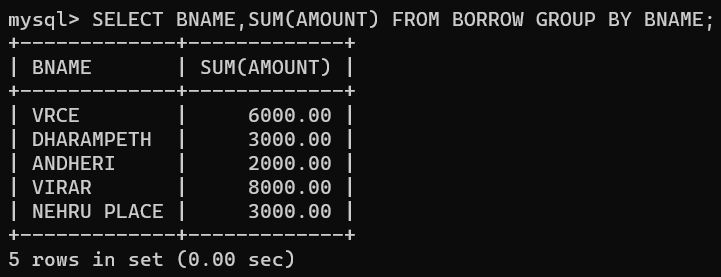 mysql> SELECT BNAME,SUM(AMOUNT) FROM BORROW GROUP BY BNAME;
+-------------+-------------+
| BNAME       | SUM(AMOUNT) |
+-------------+-------------+
| VRCE        |     6000.00 |
| DHARAMPETH  |     3000.00 |
| ANDHERI     |     2000.00 |
| VIRAR       |     8000.00 |
| NEHRU PLACE |     3000.00 |
+-------------+-------------+
5 rows in set (0.00 sec)